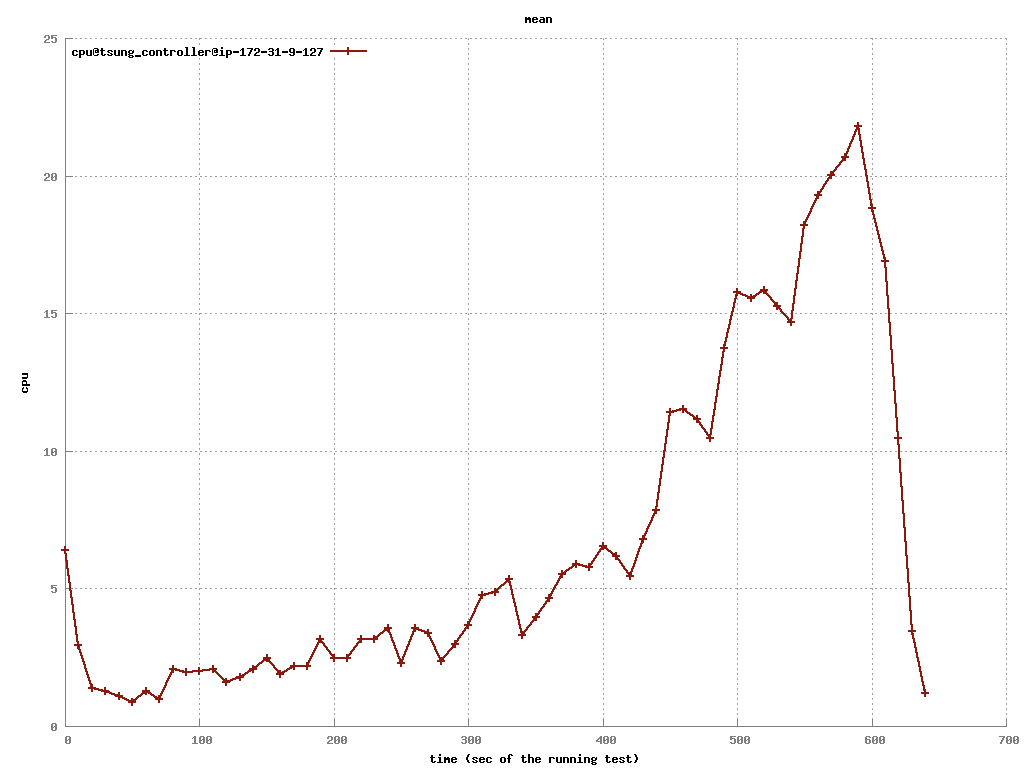 mean
cpu@tsung_controller@ip-172-31-9-127
25
20
15
10
5
0
cpu
0 100 200 300 400 500 600 700
time (sec of the running test)